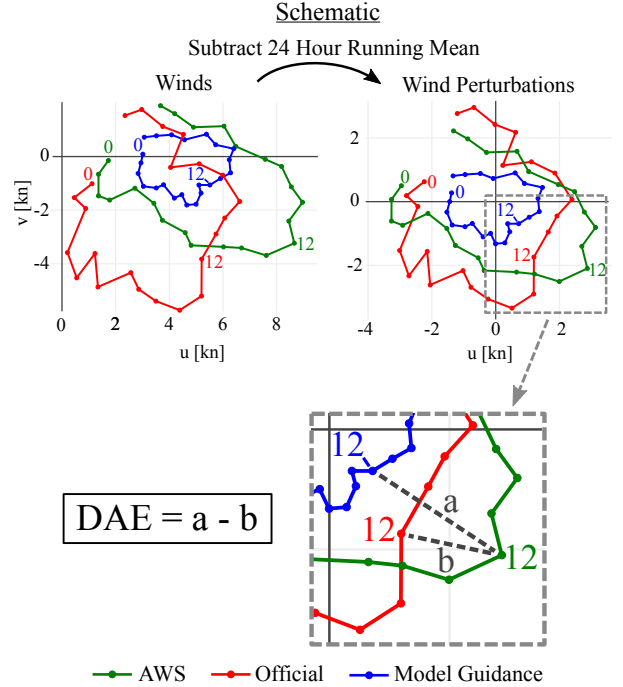 Schematic
Subtract 24 Hour Running Mean
Winds
Wind Perturbations
0
-2
-4
v [kn]
0
0
0
12
12
12
0
2
4
6
8
u [kn]
2
0
-2
0
0
0
12
12
12
-4
-2
0
2
u [kn]
12
a
12
b
12
DAE = a - b
AWS
Official
Model Guidance